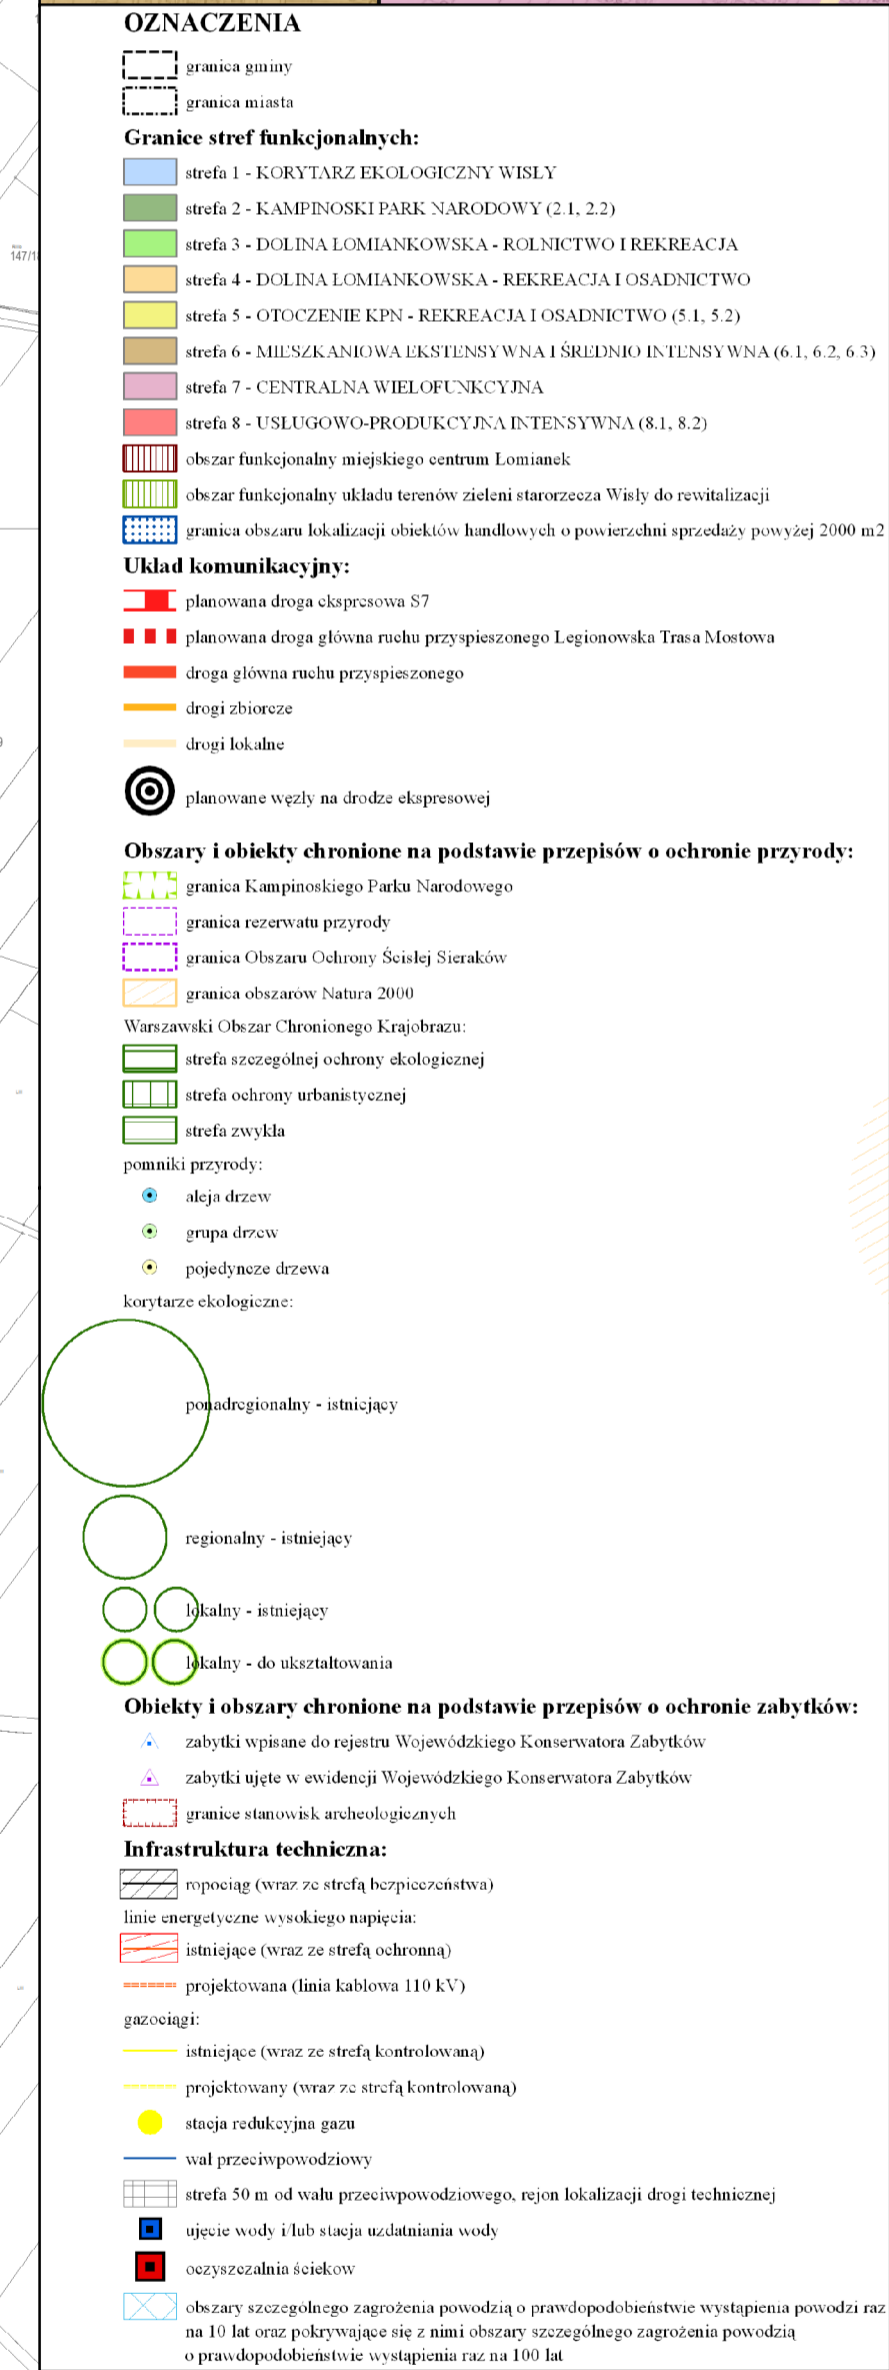 OZNACZENIA
granica gminy
granica miasta
Granice stref funkcjonalnych:
strefa 1 - KORYTARZ EKOLOGICZNY WISŁY
strefa 2 - KAMPINOSKI PARK NARODOWY (2.1, 2.2)
147/1
strefa 3 - DOLINA ŁOMIANKOWSKA - ROLNICTWO I REKREACJA
strefa 4 - DOLINA ŁOMIANKOWSKA - REKREACJA I OSADNICTWO
strefa 5 - OTOCZENIE KPN - REKREACJA I OSADNICTWO (5.1, 5.2)
strefa 6 - MIESZKANIOWA EKSTENSYWNA I ŚREDNIO INTENSYWNA (6.1, 6.2, 6.3)
strefa 7 - CENTRALNA WIELOFUNKCYJNA
strefa 8 - USŁUGOWO-PRODUKCYJNA INTENSYWNA (8.1, 8.2)
obszar funkcjonalny miejskiego centrum Łomianek
obszar funkcjonalny układu terenów zieleni starorzecza Wisły do rewitalizacji
granica obszaru lokalizacji obiektów handlowych o powierzchni sprzedaży powyżej 2000 m2
Układ komunikacyjny:
planowana droga ekspresowa S7
planowana droga główna ruchu przyspieszonego Legionowska Trasa Mostowa
droga główna ruchu przyspieszonego
drogi zbiorcze
drogi lokalne
planowane węzły na drodze ekspresowej
Obszary i obiekty chronione na podstawie przepisów o ochronie przyrody:
granica Kampinoskiego Parku Narodowego
granica rezerwatu przyrody
granica Obszaru Ochrony Ścisłej Sieraków
granica obszarów Natura 2000
Warszawski Obszar Chronionego Krajobrazu:
strefa szczególnej ochrony ekologicznej
strefa ochrony urbanistycznej
strefa zwykła
pomniki przyrody:
aleja drzew
grupa drzew
pojedyncze drzewa
korytarze ekologiczne:
ponadregionalny - istniejący
regionalny - istniejący
lokalny - istniejący
lokalny - do ukształtowania
Obiekty i obszary chronione na podstawie przepisów o ochronie zabytków:
zabytki wpisane do rejestru Wojewódzkiego Konserwatora Zabytków
zabytki ujęte w ewidencji Wojewódzkiego Konserwatora Zabytków
granice stanowisk archeologicznych
Infrastruktura techniczna:
ropociąg (wraz ze strefą bezpieczeństwa)
linie energetyczne wysokiego napięcia:
istniejące (wraz ze strefą ochronną)
projektowana (linia kablowa 110 kV)
gazociągi:
istniejące (wraz ze strefą kontrolowaną)
projektowany (wraz ze strefą kontrolowaną)
stacja redukcyjna gazu
wał przeciwpowodziowy
strefa 50 m od wału przeciwpowodziowego, rejon lokalizacji drogi technicznej
ujęcie wody i/lub stacja uzdatniania wody
oczyszczalnia ściekow
obszary szczególnego zagrożenia powodzią o prawdopodobieństwie wystąpienia powodzi raz
na 10 lat oraz pokrywające się z nimi obszary szczególnego zagrożenia powodzią
o prawdopodobieństwie wystąpienia raz na 100 lat